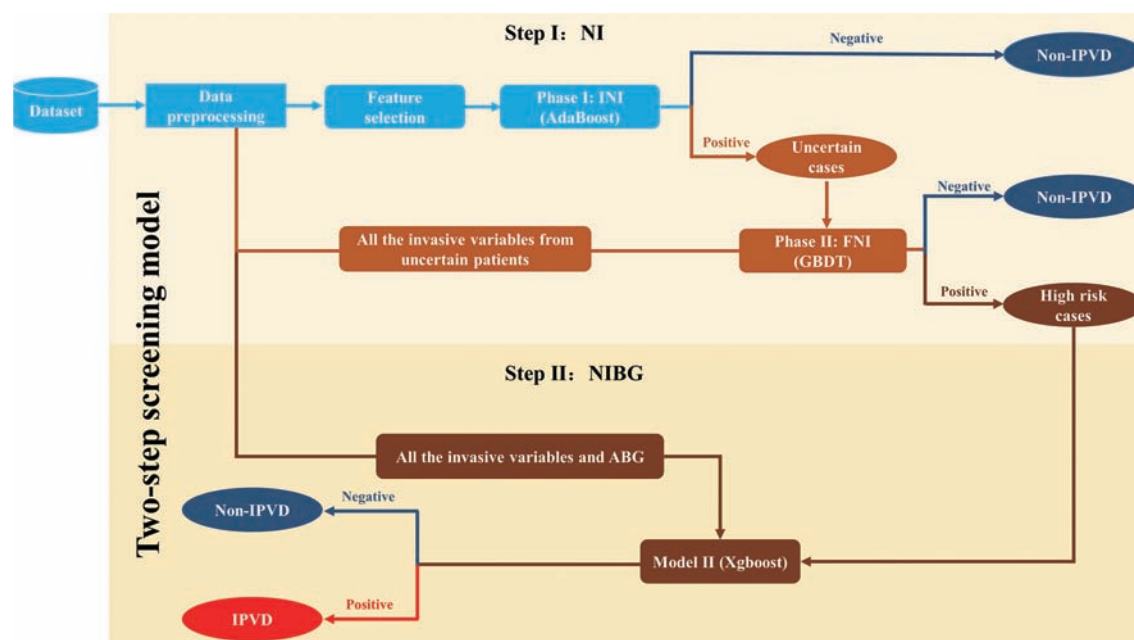 Step I: NI
Negative
Non-IPVD
Dataset
Data
preprocessing
Feature
selection
Phase I: INI
(AdaBoost)
Positive
Uncertain
cases
Negative
Non-IPVD
All the invasive variables from
uncertain patients
Phase II: FNI
(GBDT)
Positive
High risk
cases
Two-step screening model
Step II: NIBG
All the invasive variables and ABG
Negative
Non-IPVD
Model II (Xgboost)
Positive
IPVD